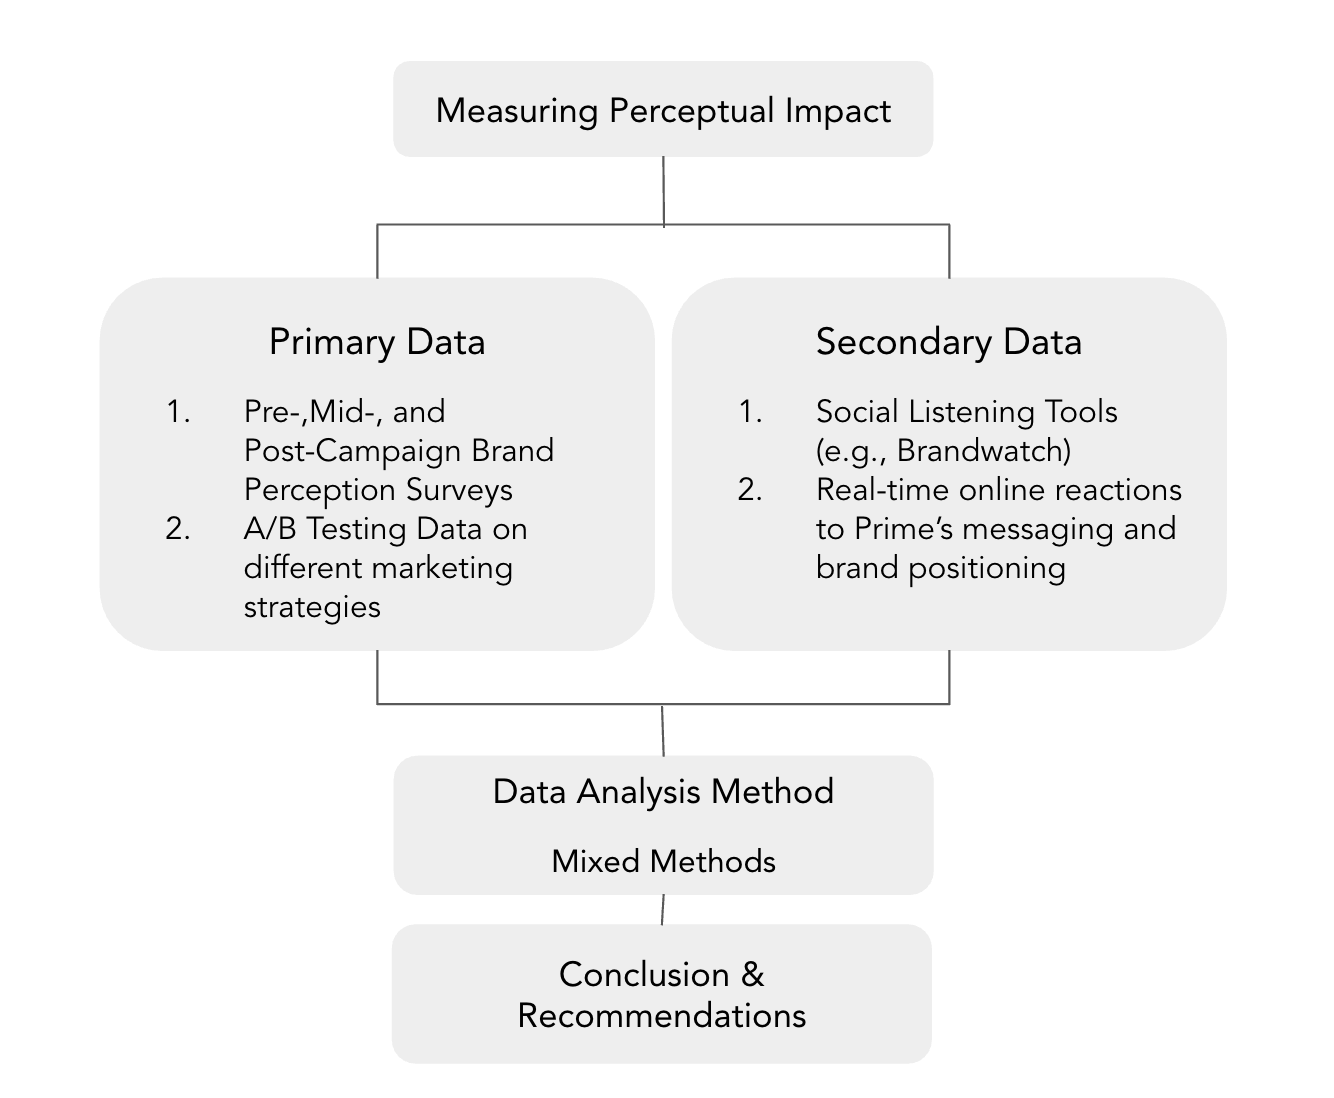 Measuring Perceptual Impact
Primary Data
1. Pre-,Mid-, and
Post-Campaign Brand
Perception Surveys
2. A/B Testing Data on
different marketing
strategies
Secondary Data
1. Social Listening Tools
(e.g., Brandwatch)
2. Real-time online reactions
to Prime’s messaging and
brand positioning
Data Analysis Method
Mixed Methods
Conclusion &
Recommendations